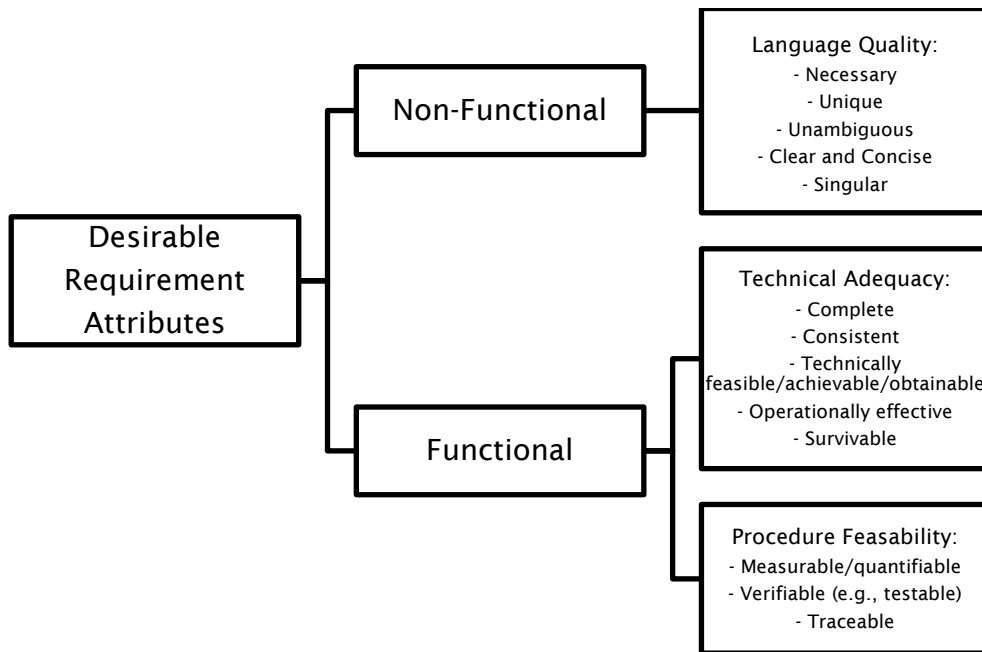 Desirable
Requirement
Attributes
Non-Functional
Functional
Language Quality:
- Necessary
- Unique
- Unambiguous
- Clear and Concise
- Singular
Technical Adequacy:
- Complete
- Consistent
- Technically
feasible/achievable/obtainable
- Operationally effective
- Survivable
Procedure Feasability:
- Measurable/quantifiable
- Verifiable (e.g., testable)
- Traceable